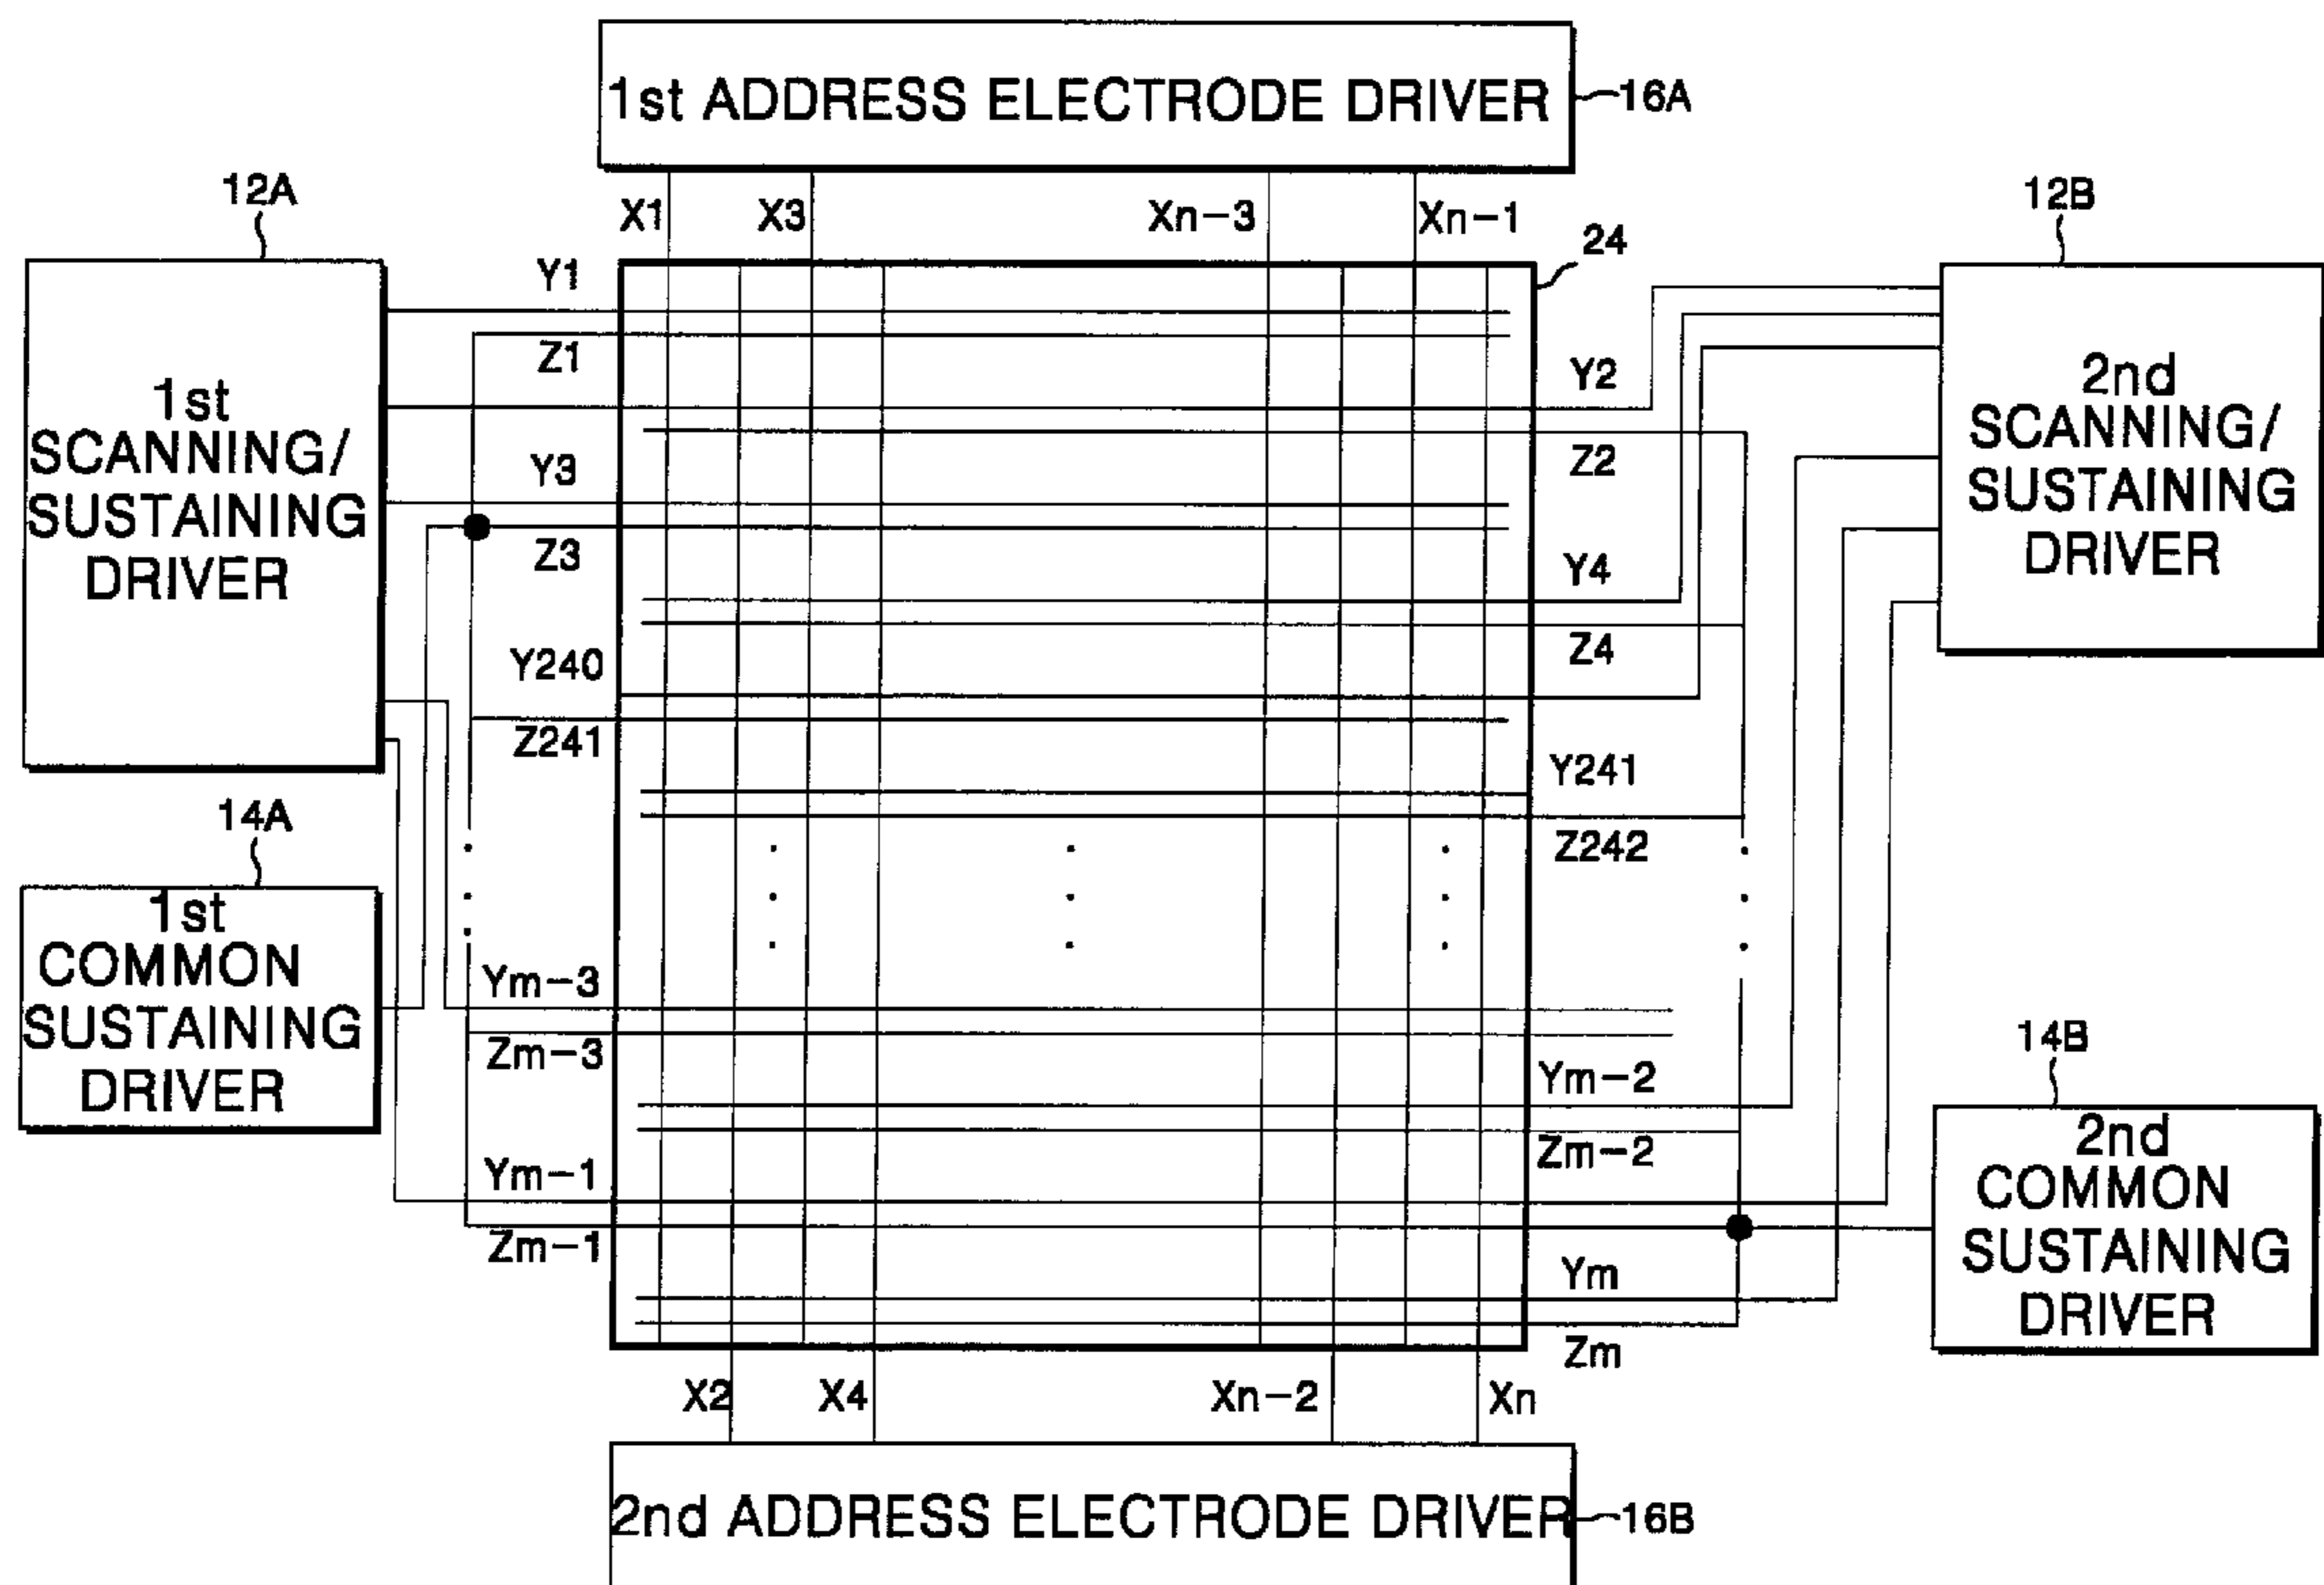 1st ADDRESS ELECTRODE DRIVER
16A
12A
X1
X3
Xn-3
Xn-1
24
12B
1st
SCANNING/
SUSTAINING
DRIVER
Y1
Z1
Y2
Z2
Y3
Z3
Y4
Z4
Y240
Z241
Y241
Z242
2nd
SCANNING/
SUSTAINING
DRIVER
14A
1st
COMMON
SUSTAINING
DRIVER
Ym-3
Zm-3
Ym-2
Zm-2
Ym-1
Zm-1
Ym
Zm
14B
2nd
COMMON
SUSTAINING
DRIVER
X2
X4
Xn-2
Xn
2nd ADDRESS ELECTRODE DRIVER
16B